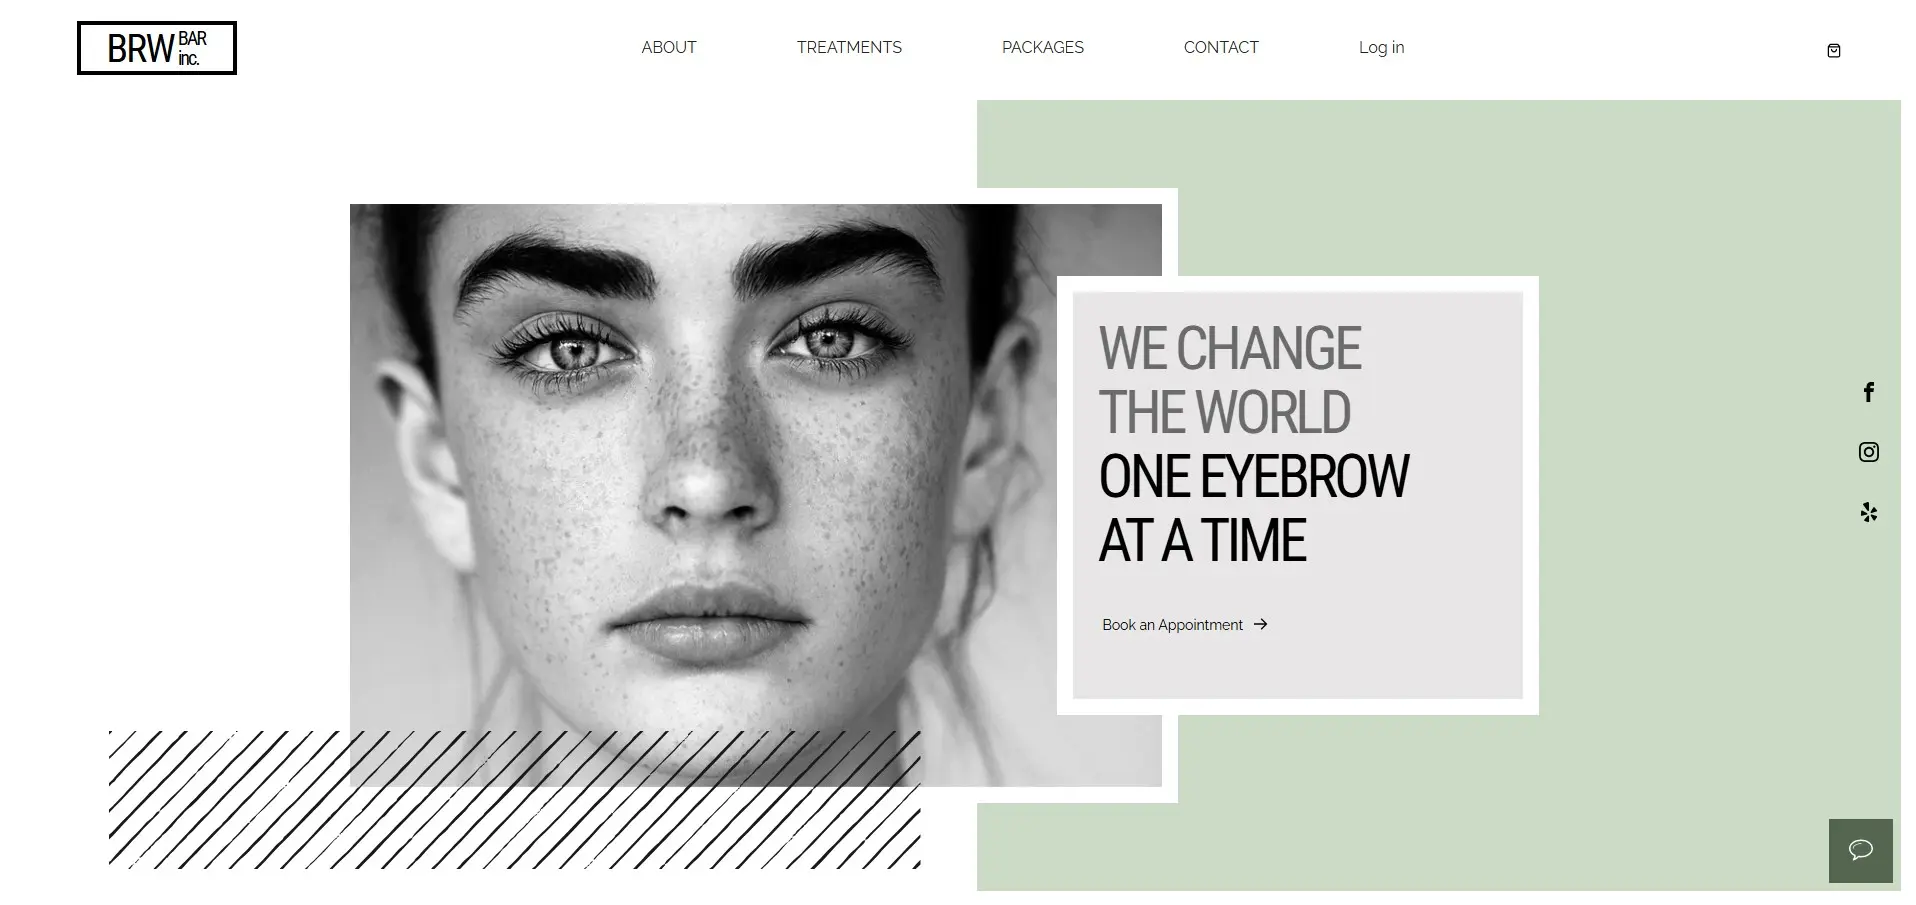 BRW BAR
inc.
ABOUT
TREATMENTS
PACKAGES
CONTACT
Log in
WE CHANGE
THE WORLD
ONE EYEBROW
AT A TIME
Book an Appointment